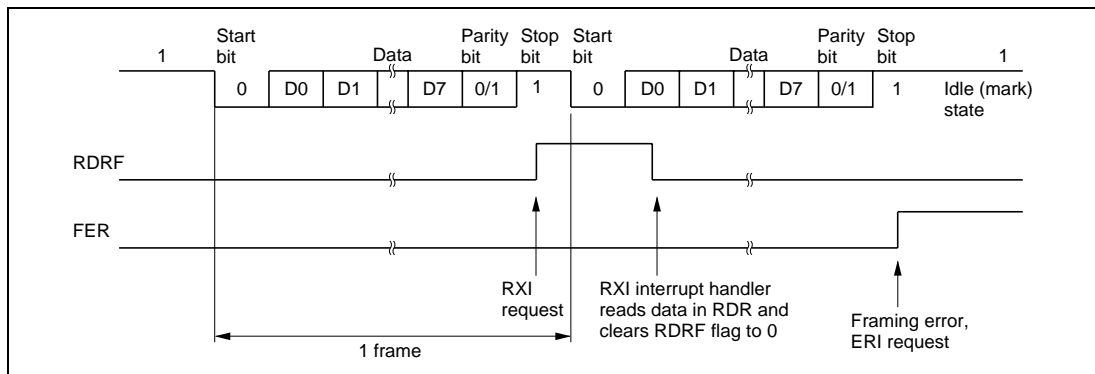 1
Start
bit
Data
Parity
bit
Stop
bit
Start
bit
Data
Parity
bit
Stop
bit
1
0 D0 D1 D7 0/1 1 0 D0 D1 D7 0/1 1 Idle (mark)
state
RDRF
FER
RXI
request
RXI interrupt handler
reads data in RDR and
clears RDRF flag to 0
Framing error,
ERI request
1 frame